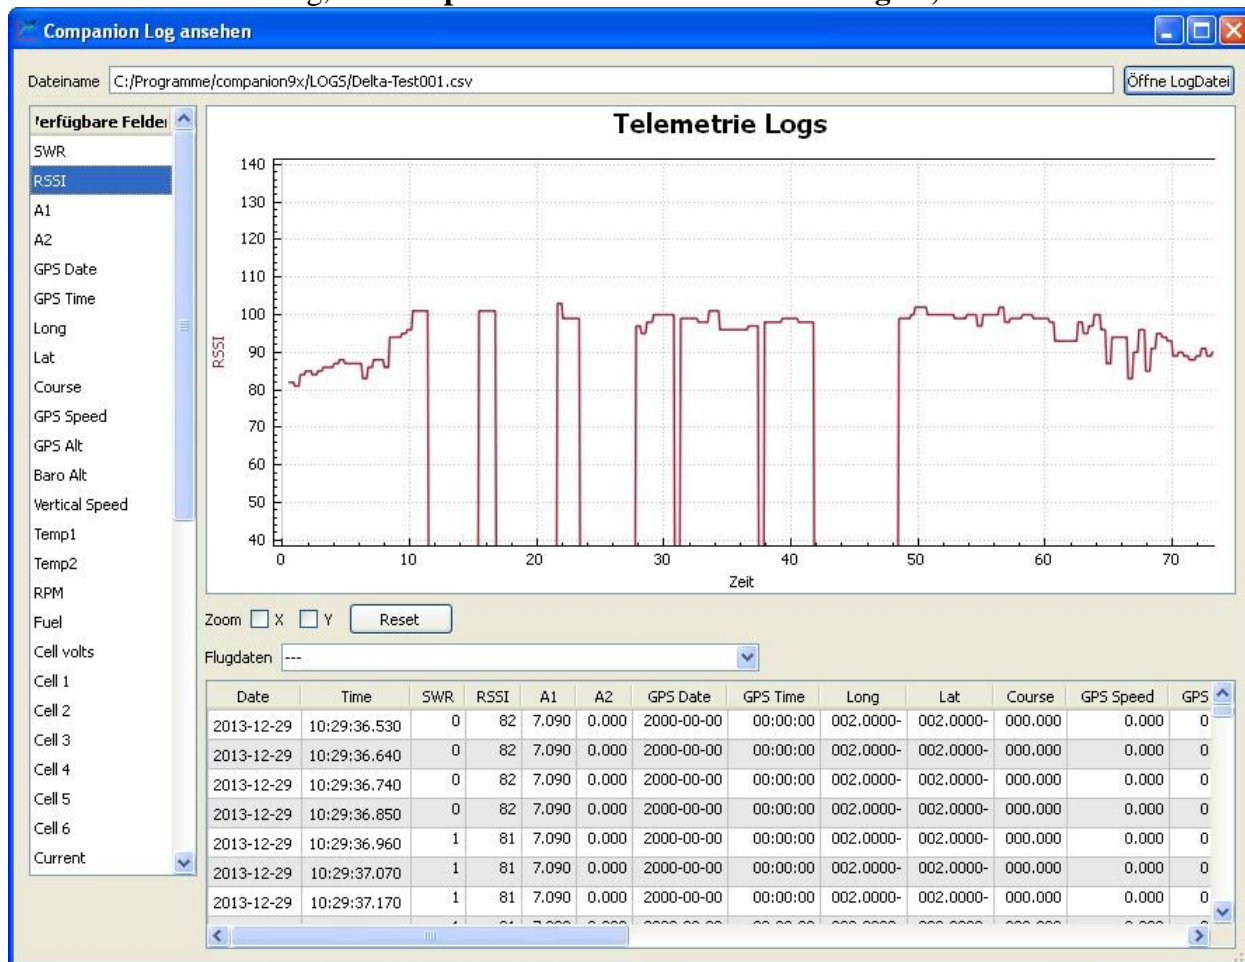 Companion Log ansehen
Dateiname C:/Programme/companion9x/LOGS/Delta-Test001.csv Öffne LogDatei
SWR
RSSI
A1
A2
GPS Date
GPS Time
Long
Lat
Course
GPS Speed
GPS Alt
Baro Alt
Vertical Speed
Temp1
Temp2
RPM
Fuel
Cell volts
Cell 1
Cell 2
Cell 3
Cell 4
Cell 5
Cell 6
Current
Telemetrie Logs
140
130
120
110
100
90
80
70
60
50
40
RSSI
0 10 20 30 40 50 60 70
Zeit
Zoom X Y Reset
Flugdaten ---
Date Time SWR RSSI A1 A2 GPS Date GPS Time Long Lat Course GPS Speed GPS
2013-12-29 10:29:36.530 0 82 7.090 0.000 2000-00-00 00:00:00 002.0000- 002.0000- 000.000 0.000 0
2013-12-29 10:29:36.640 0 82 7.090 0.000 2000-00-00 00:00:00 002.0000- 002.0000- 000.000 0.000 0
2013-12-29 10:29:36.740 0 82 7.090 0.000 2000-00-00 00:00:00 002.0000- 002.0000- 000.000 0.000 0
2013-12-29 10:29:36.850 0 82 7.090 0.000 2000-00-00 00:00:00 002.0000- 002.0000- 000.000 0.000 0
2013-12-29 10:29:36.960 1 81 7.090 0.000 2000-00-00 00:00:00 002.0000- 002.0000- 000.000 0.000 0
2013-12-29 10:29:37.070 1 81 7.090 0.000 2000-00-00 00:00:00 002.0000- 002.0000- 000.000 0.000 0
2013-12-29 10:29:37.170 1 81 7.090 0.000 2000-00-00 00:00:00 002.0000- 002.0000- 000.000 0.000 0